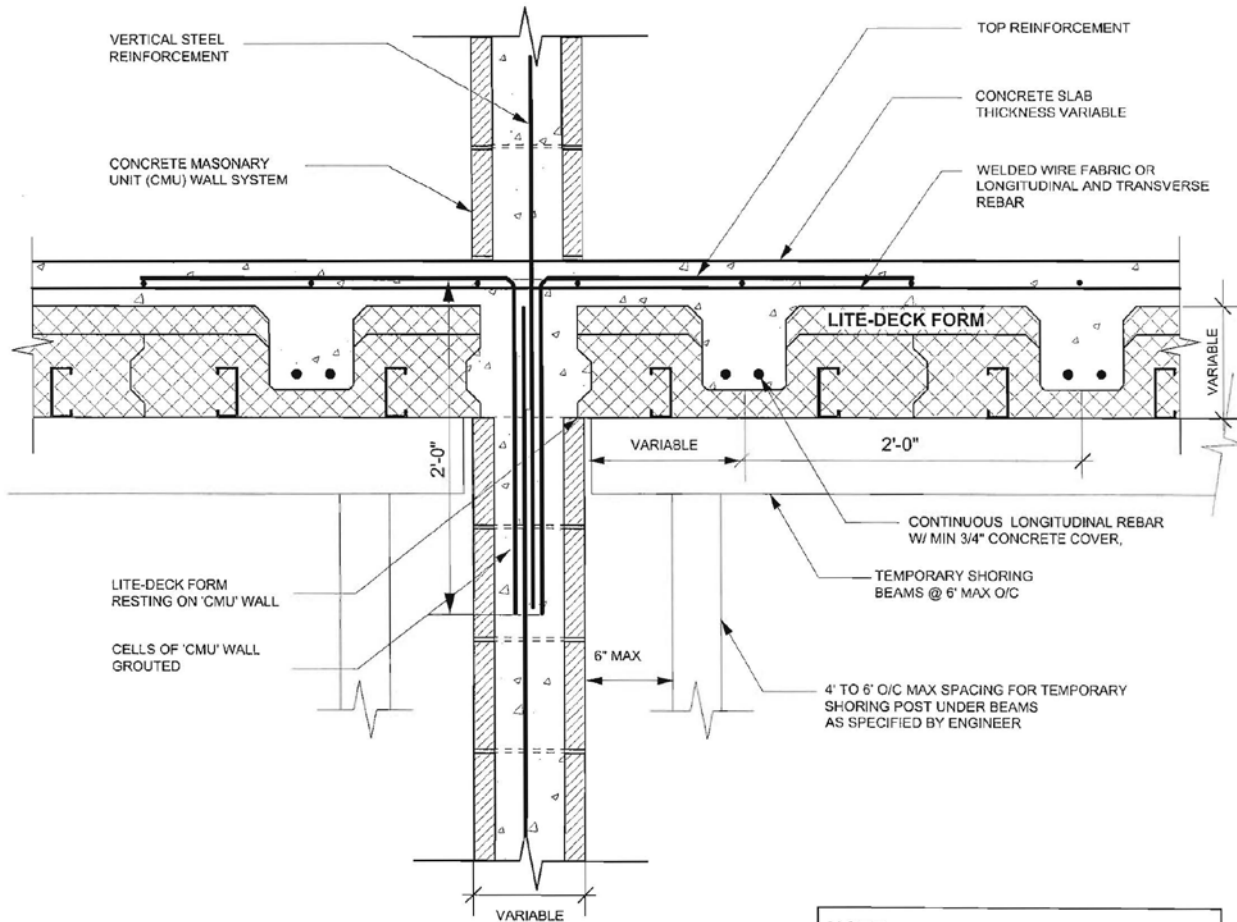 VERTICAL STEEL
REINFORCEMENT
TOP REINFORCEMENT
CONCRETE SLAB
THICKNESS VARIABLE
CONCRETE MASONARY
UNIT (CMU) WALL SYSTEM
WELDED WIRE FABRIC OR
LONGITUDINAL AND TRANSVERSE
REBAR
LITE-DECK FORM
VARIABLE
2'-0"
VARIABLE
2'-0"
CONTINUOUS LONGITUDINAL REBAR
W/ MIN 3/4" CONCRETE COVER,
TEMPORARY SHORING
BEAMS @ 6' MAX O/C
LITE-DECK FORM
RESTING ON 'CMU' WALL
CELLS OF 'CMU' WALL
GROUTED
6" MAX
4' TO 6' O/C MAX SPACING FOR TEMPORARY
SHORING POST UNDER BEAMS
AS SPECIFIED BY ENGINEER
VARIABLE